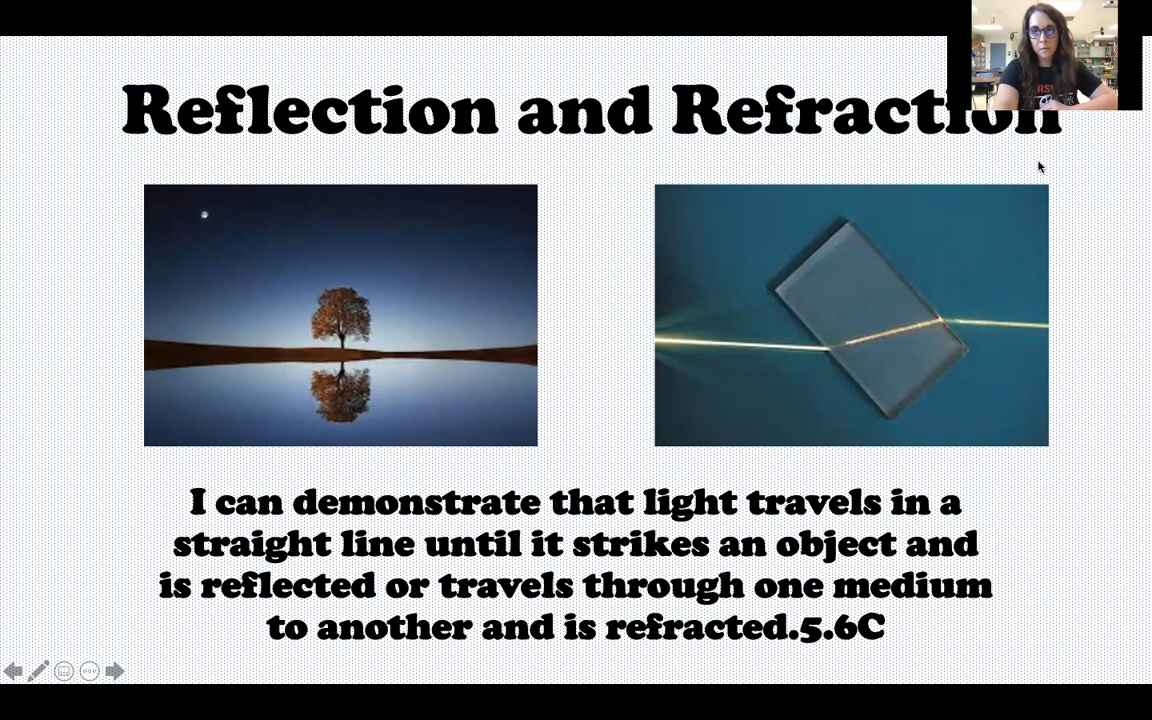 Reflection and Refraction
I can demonstrate that light travels in a
straight line until it strikes an object and
is reflected or travels through one medium
to another and is refracted.5.6C